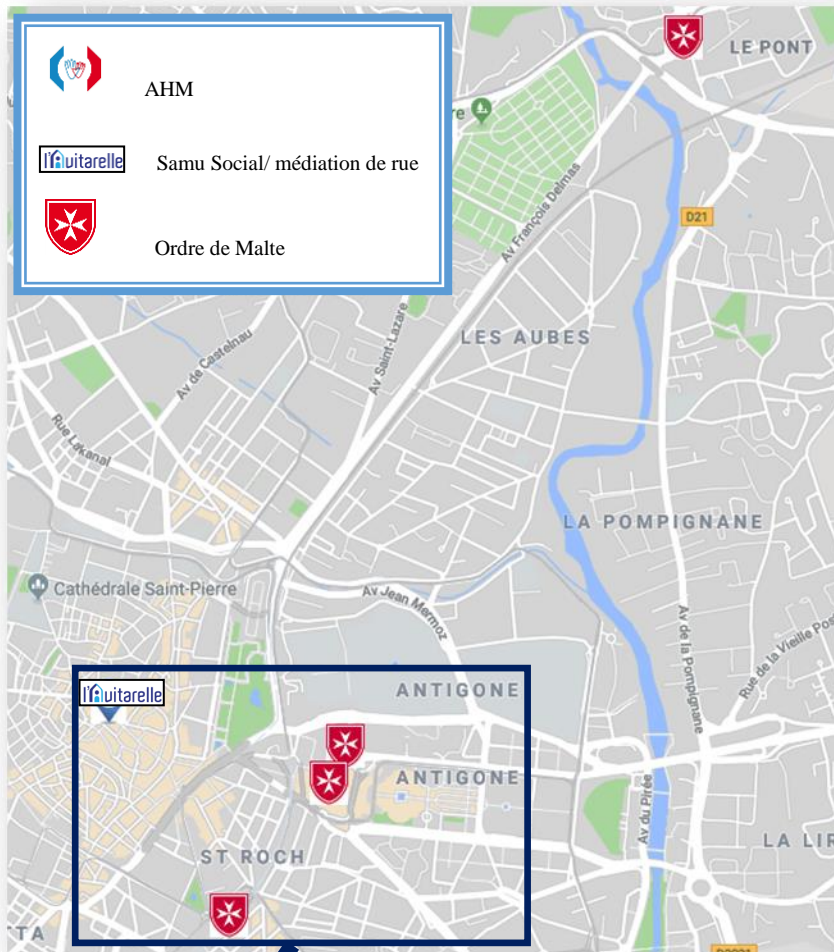 AHM
l'Avitarelle
Samu Social/ médiation de rue
Ordre de Malte
LE PONT
re
D21
Av François Delmas
LES AUBES
Av Saint-Lazare
Av de Castelnau
Rue Lakanal
LA POMPIGNANE
Cathédrale Saint-Pierre
Av Jean Mermoz
Av de la Pompignane
Rue de la Vieille Pos
l'Avitarelle
ANTIGONE
ANTIGONE
Av du Pirée
ST ROCH
LA LIR
TTA